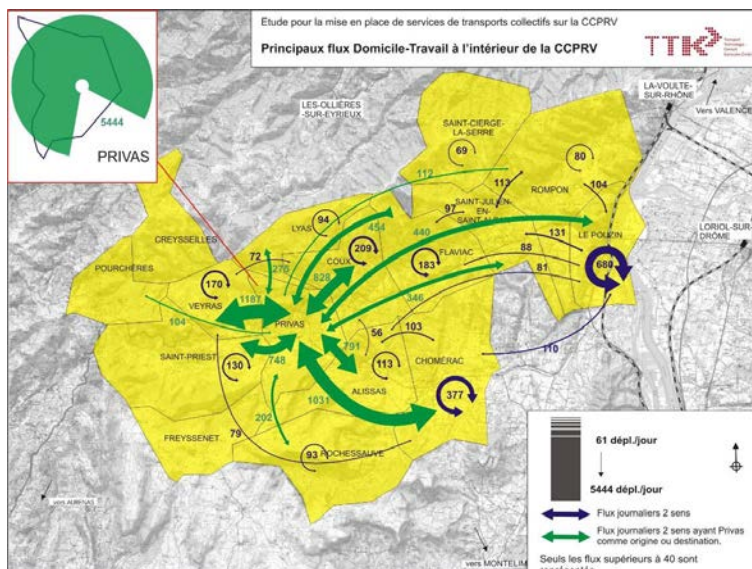 Etude pour la mise en place de services de transports collectifs sur la CCPRV
Principaux flux Domicile-Travail à l'intérieur de la CCPRV
TTK
5444
PRIVAS
LES-OLLIÈRES
-SUR-EYRIEUX
LA-VOULTE-
SUR-RHÔNE
Vers VALENCE
SAINT-CIERGE-
LA-SERRE
69
80
ROMPON
112
113
104
97
SAINT-JULIEN-
EN-
LYAS
94
454
440
131
LE POUZIN
LORIOL-SUR-
DRÔME
CREYSSEILLES
72
276
COUX
209
828
FLAVIAC
183
88
81
680
POURCHÈRES
170
1187
VEYRAS
346
104
PRIVAS
56
103
SAINT-PRIEST
748
791
CHOMÉRAC
110
130
113
ALISSAS
377
202
1031
FREYSSENET
79
93
ROCHESSAUVE
vers AUBENAS
vers MONTELIM
61 dépl./jour
5444 dépl./jour
Flux journaliers 2 sens
Flux journaliers 2 sens ayant Privas
comme origine ou destination.
Seuls les flux supérieurs à 40 sont